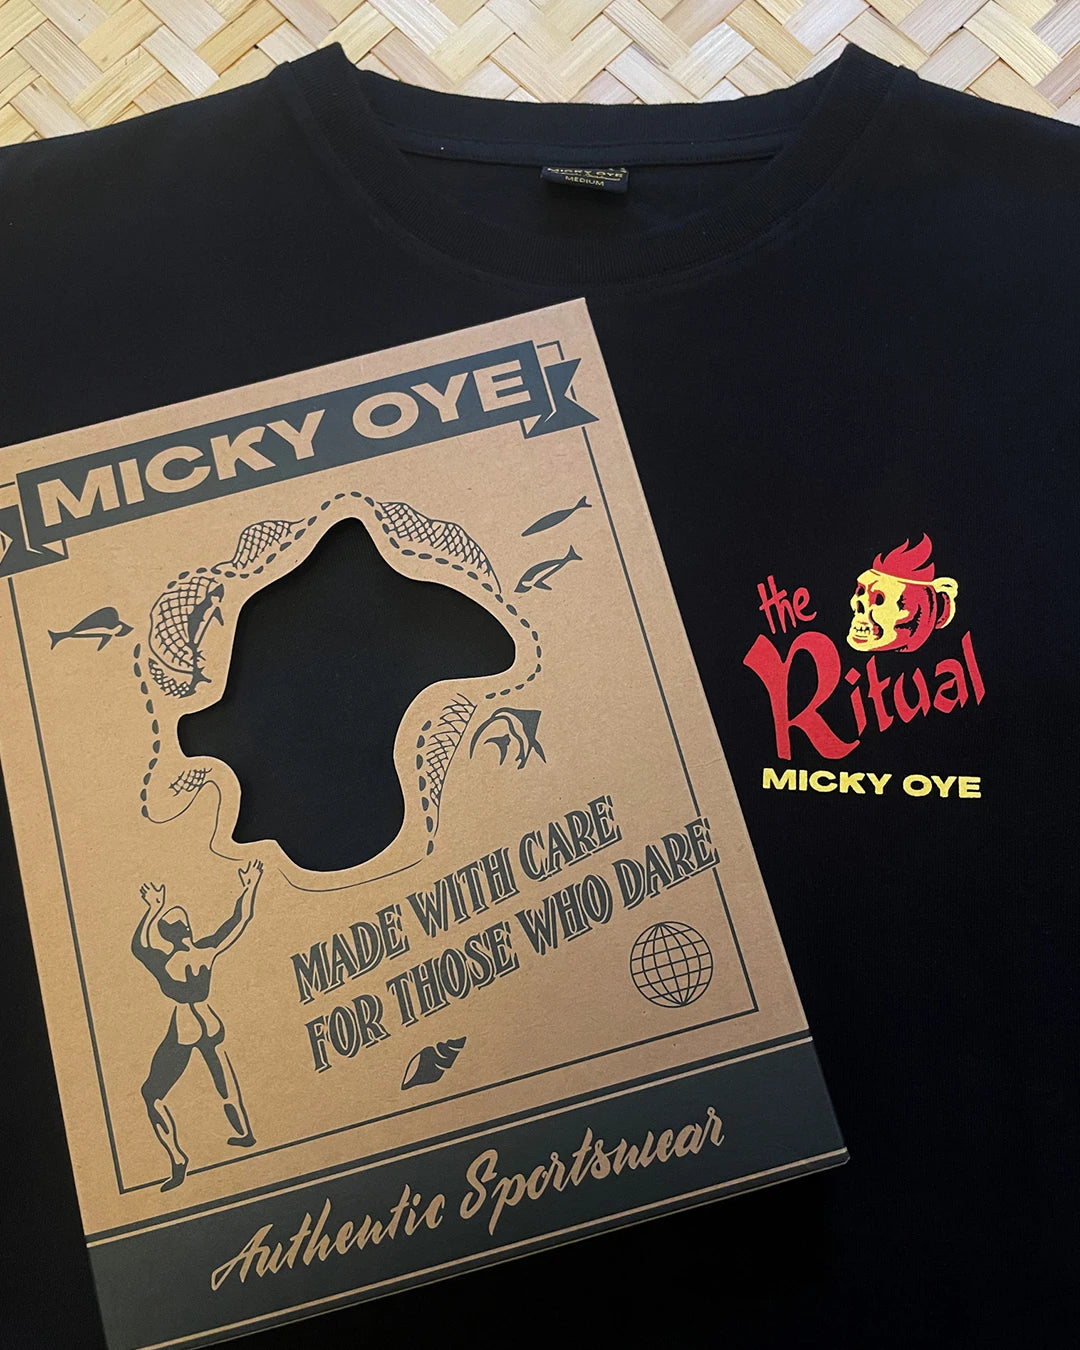 MICKY OYE
MEDIUM
MICKY OYE
MADE WITH CARE
FOR THOSE WHO DARE
Authentic Sportswear
the
Ritual
MICKY OYE